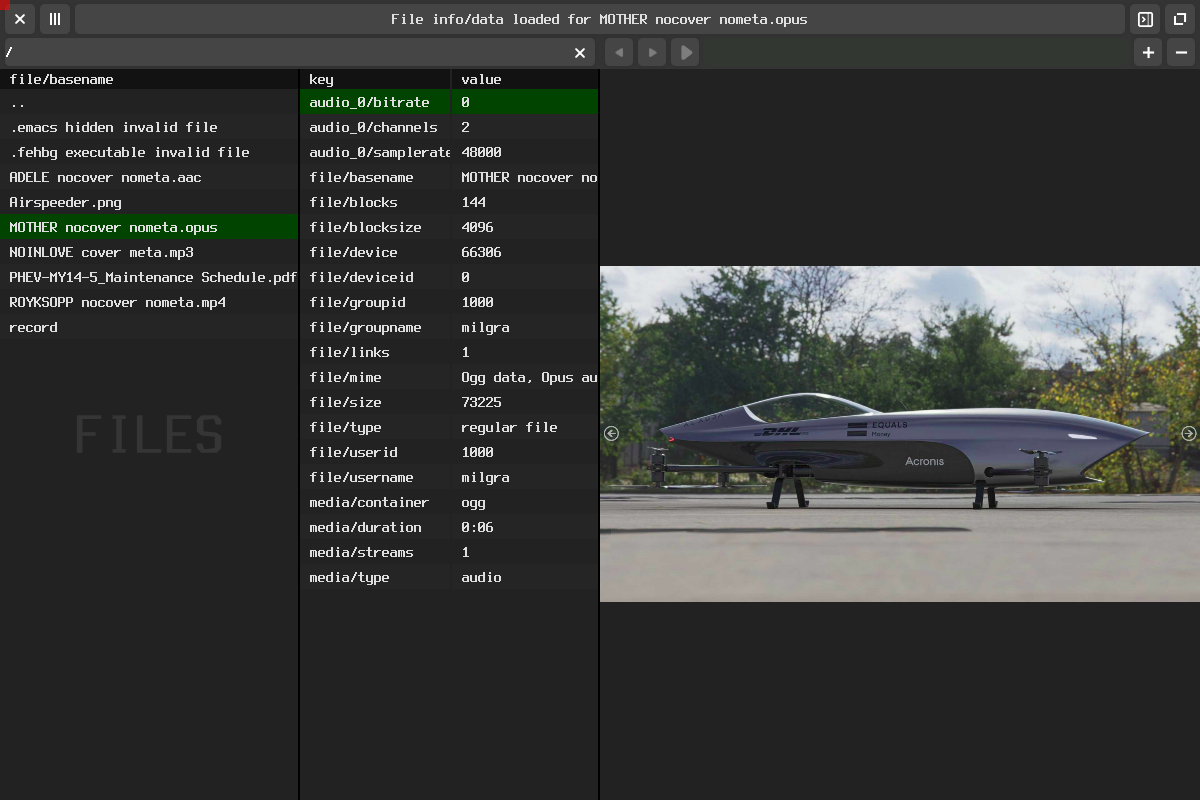 File info/data loaded for MOTHER nocover nometa.opus
/
file/basename
..
.emacs hidden invalid file
.fehbg executable invalid file
ADELE nocover nometa.aac
Airspeeder.png
MOTHER nocover nometa.opus
NOINLOVE cover meta.mp3
PHEV-MY14-5_Maintenance Schedule.pdf
ROYKSOPP nocover nometa.mp4
record
FILES
key value
audio_0/bitrate 0
audio_0/channels 2
audio_0/samplerate 48000
file/basename MOTHER nocover no
file/blocks 144
file/blocksize 4096
file/device 66306
file/deviceid 0
file/groupid 1000
file/groupname milgra
file/links 1
file/mime Ogg data, Opus au
file/size 73225
file/type regular file
file/userid 1000
file/username milgra
media/container ogg
media/duration 0:06
media/streams 1
media/type audio
DHL
EQUALS
Money
Acronis